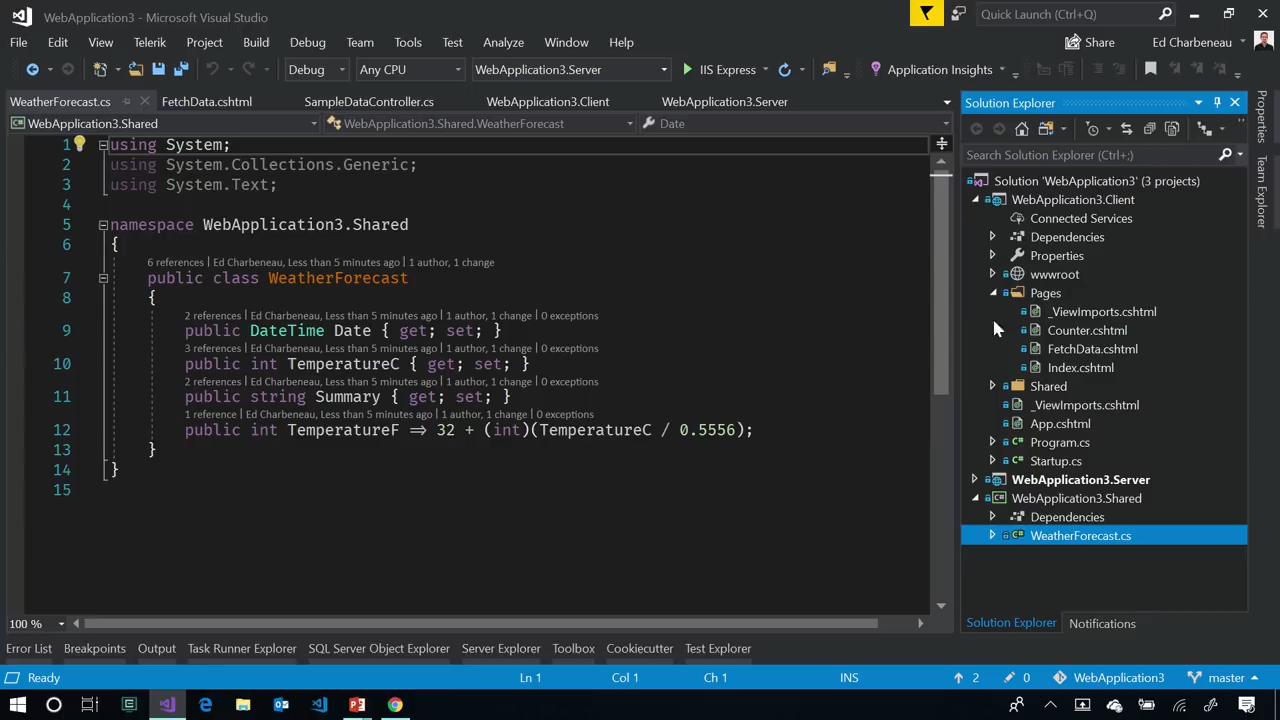 WebApplication3 - Microsoft Visual Studio
Quick Launch (Ctrl+Q)
File Edit View Telerik Project Build Debug Team Tools Test Analyze Window Help
Share Ed Charbeneau
Debug Any CPU WebApplication3.Server IIS Express Application Insights
WeatherForecast.cs FetchData.cshtml SampleDataController.cs WebApplication3.Client WebApplication3.Server
WebApplication3.Shared WebApplication3.Shared.WeatherForecast Date
1 using System;
2 using System.Collections.Generic;
3 using System.Text;
4
5 namespace WebApplication3.Shared
6 {
6 references | Ed Charbeneau, Less than 5 minutes ago | 1 author, 1 change
7 public class WeatherForecast
8 {
2 references | Ed Charbeneau, Less than 5 minutes ago | 1 author, 1 change | 0 exceptions
9 public DateTime Date { get; set; }
3 references | Ed Charbeneau, Less than 5 minutes ago | 1 author, 1 change | 0 exceptions
10 public int TemperatureC { get; set; }
2 references | Ed Charbeneau, Less than 5 minutes ago | 1 author, 1 change | 0 exceptions
11 public string Summary { get; set; }
1 reference | Ed Charbeneau, Less than 5 minutes ago | 1 author, 1 change | 0 exceptions
12 public int TemperatureF => 32 + (int)(TemperatureC / 0.5556);
13 }
14 }
15
100 %
Solution Explorer
Search Solution Explorer (Ctrl+;)
Solution 'WebApplication3' (3 projects)
WebApplication3.Client
Connected Services
Dependencies
Properties
wwwroot
Pages
_ViewImports.cshtml
Counter.cshtml
FetchData.cshtml
Index.cshtml
Shared
_ViewImports.cshtml
App.cshtml
Program.cs
Startup.cs
WebApplication3.Server
WebApplication3.Shared
Dependencies
WeatherForecast.cs
Solution Explorer Notifications
Properties
Team Explorer
Error List Breakpoints Output Task Runner Explorer SQL Server Object Explorer Server Explorer Toolbox Cookiecutter Test Explorer
Ready Ln 1 Col 1 Ch 1 INS 2 0 WebApplication3 master